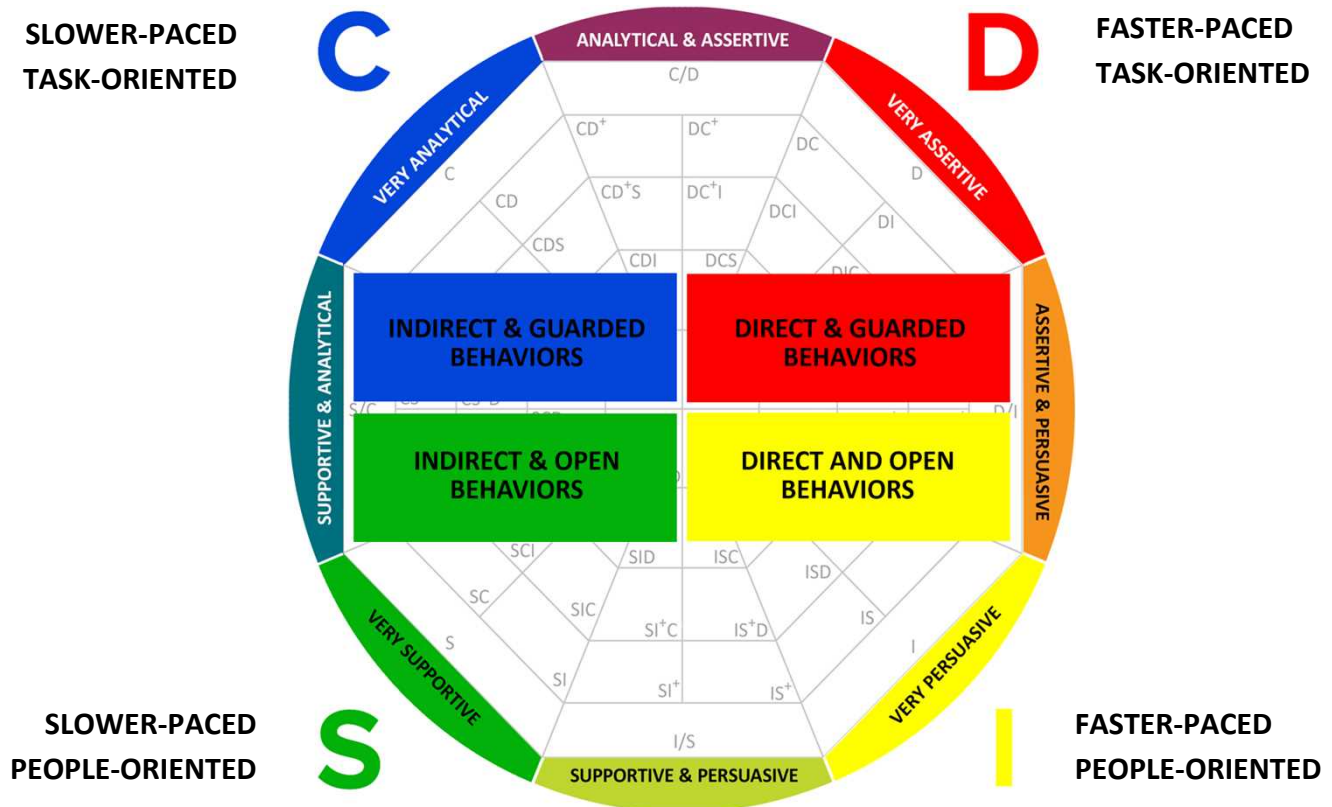 SLOWER-PACED
TASK-ORIENTED
C
D
FASTER-PACED
TASK-ORIENTED
ANALYTICAL & ASSERTIVE
VERY ANALYTICAL
VERY ASSERTIVE
C/D
CD⁺
DC⁺
DC
D
C
CD
CD⁺S
DC⁺I
DCI
DI
CDS
CDI
DCS
DIC
SUPPORTIVE & ANALYTICAL
ASSERTIVE & PERSUASIVE
INDIRECT & GUARDED
BEHAVIORS
DIRECT & GUARDED
BEHAVIORS
S/C
D/I
INDIRECT & OPEN
BEHAVIORS
DIRECT AND OPEN
BEHAVIORS
SCI
SID
ISC
ISD
SC
SIC
SI⁺C
IS⁺D
IS
S
I
SI
SI⁺
IS⁺
VERY SUPPORTIVE
VERY PERSUASIVE
I/S
SUPPORTIVE & PERSUASIVE
SLOWER-PACED
PEOPLE-ORIENTED
S
I
FASTER-PACED
PEOPLE-ORIENTED